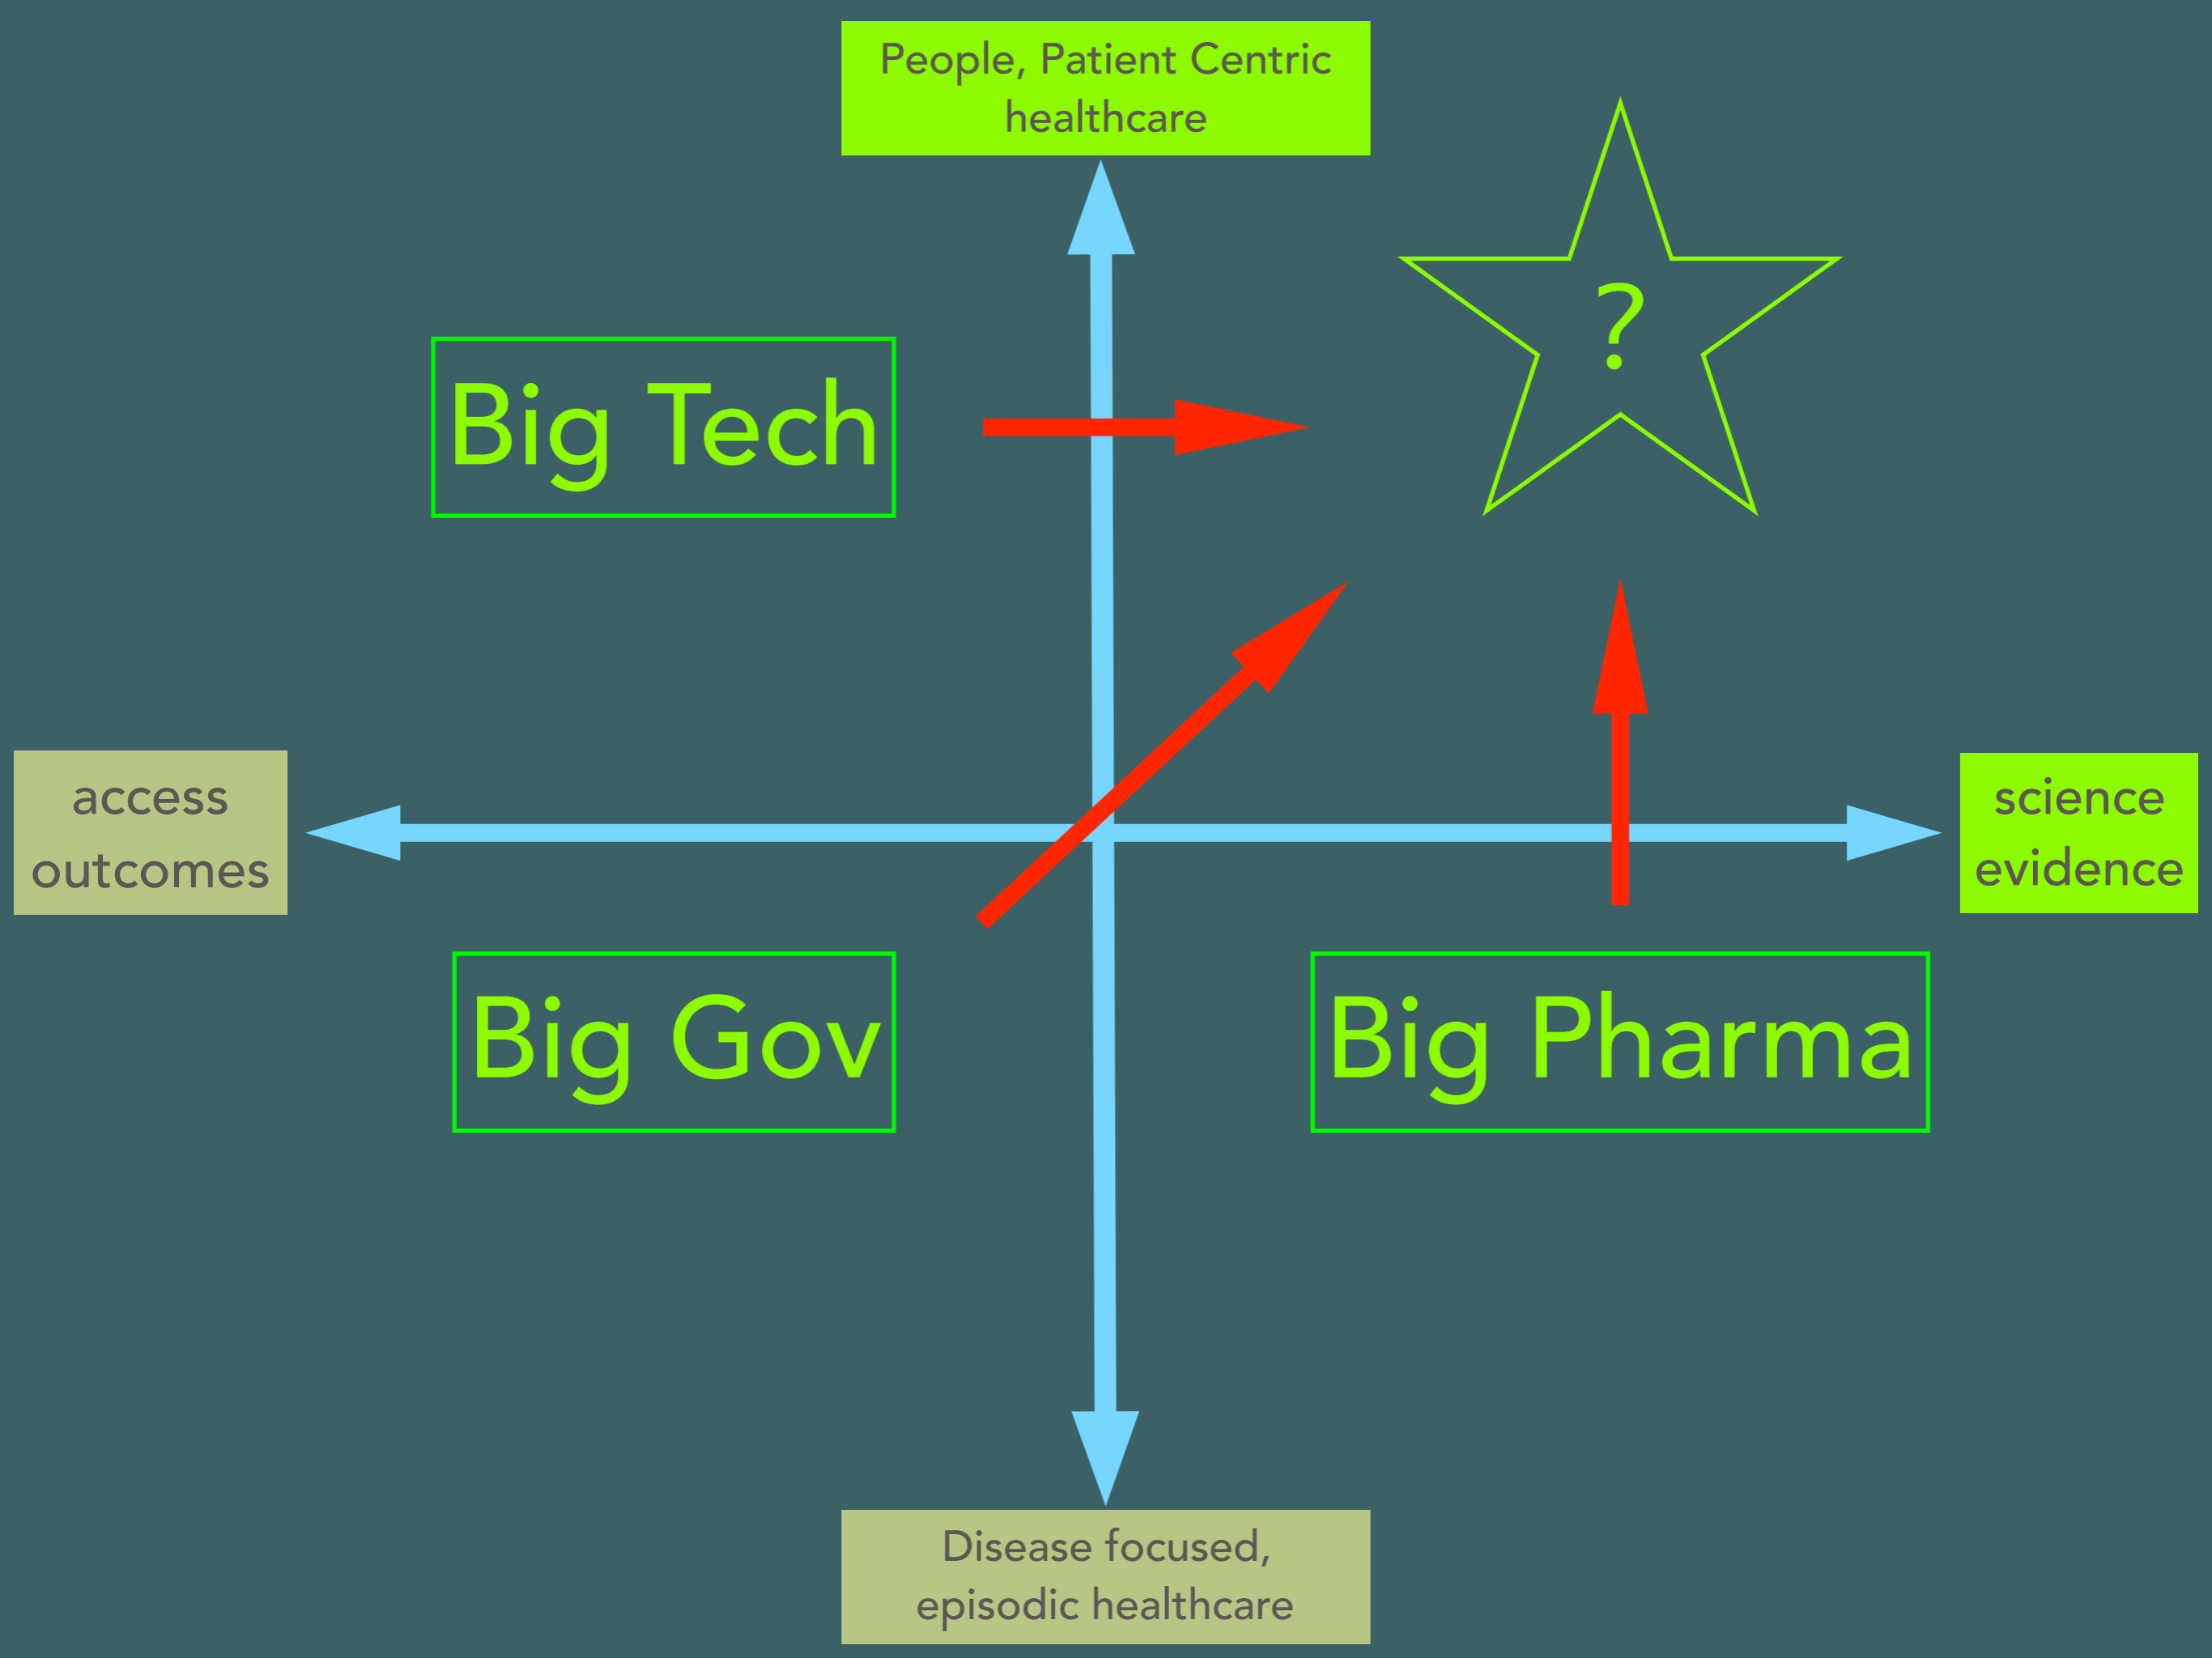 People, Patient Centric
healthcare
?
Big Tech
access
outcomes
science
evidence
Big Gov
Big Pharma
Disease focused,
episodic healthcare